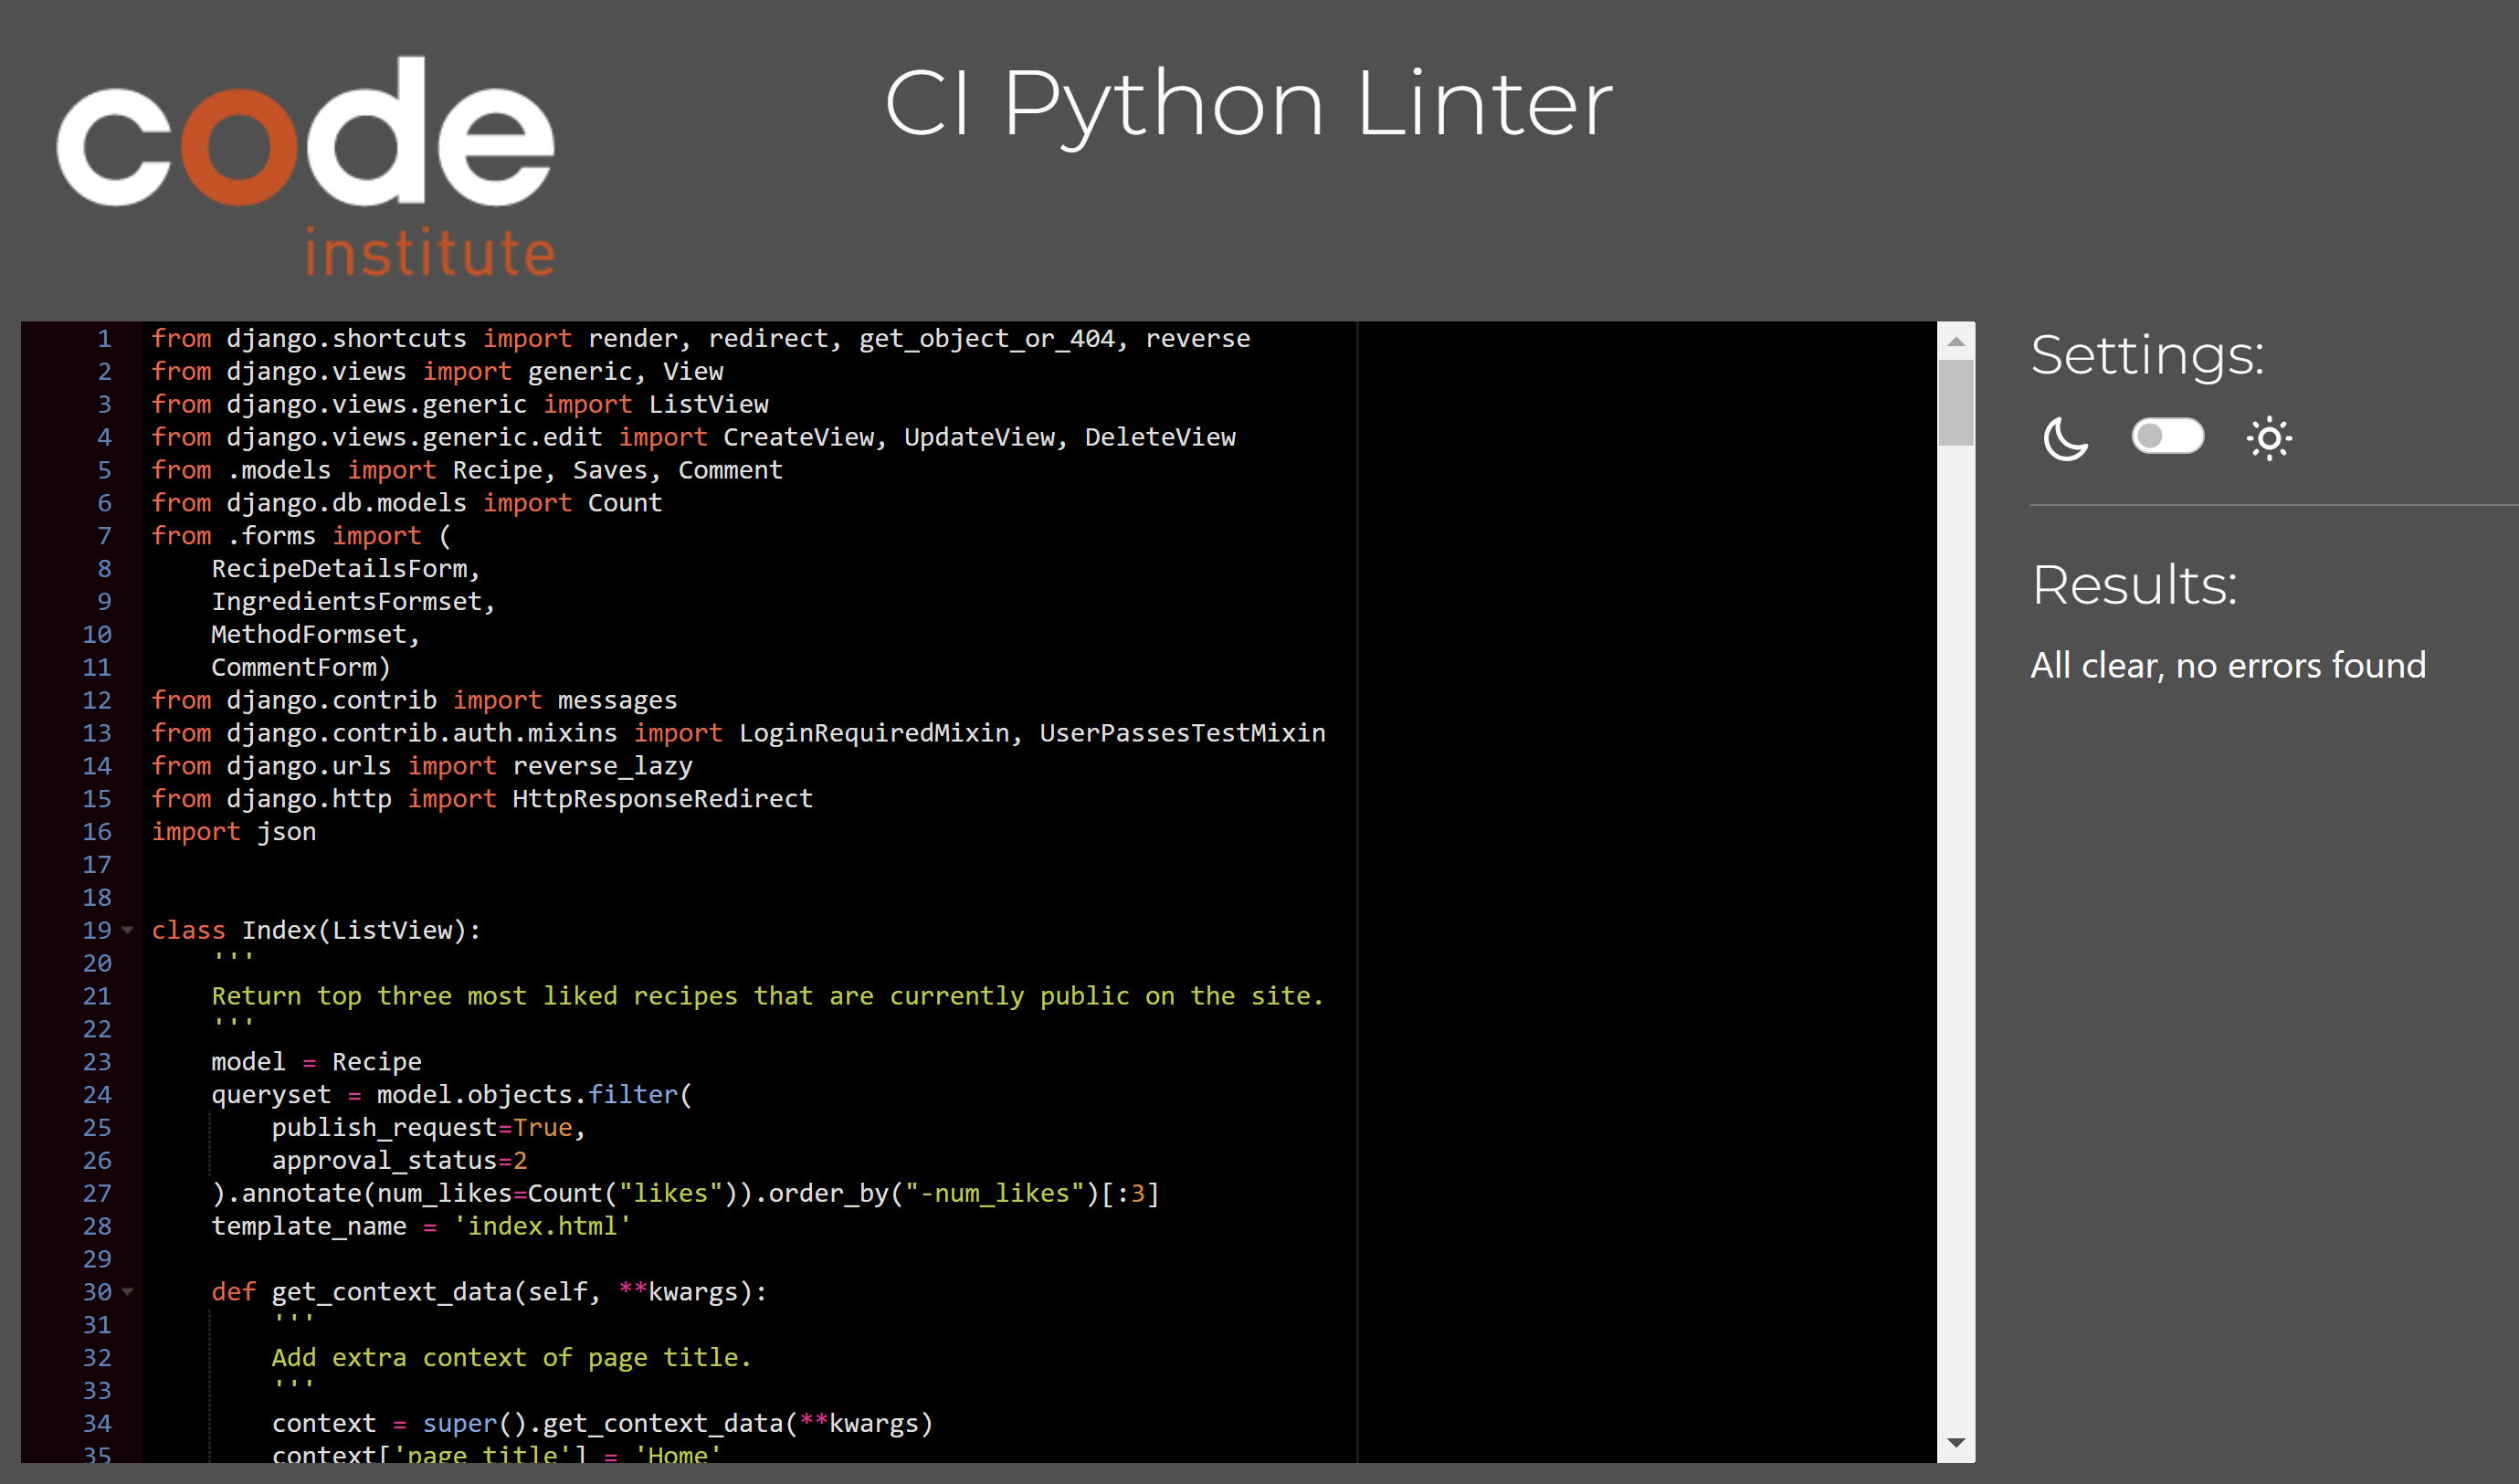 code
institute
CI Python Linter
1 from django.shortcuts import render, redirect, get_object_or_404, reverse
2 from django.views import generic, View
3 from django.views.generic import ListView
4 from django.views.generic.edit import CreateView, UpdateView, DeleteView
5 from .models import Recipe, Saves, Comment
6 from django.db.models import Count
7 from .forms import (
8     RecipeDetailsForm,
9     IngredientsFormset,
10     MethodFormset,
11     CommentForm)
12 from django.contrib import messages
13 from django.contrib.auth.mixins import LoginRequiredMixin, UserPassesTestMixin
14 from django.urls import reverse_lazy
15 from django.http import HttpResponseRedirect
16 import json
17
18
19 class Index(ListView):
20     '''
21     Return top three most liked recipes that are currently public on the site.
22     '''
23     model = Recipe
24     queryset = model.objects.filter(
25         publish_request=True,
26         approval_status=2
27     ).annotate(num_likes=Count("likes")).order_by("-num_likes")[:3]
28     template_name = 'index.html'
29
30     def get_context_data(self, **kwargs):
31         '''
32         Add extra context of page title.
33         '''
34         context = super().get_context_data(**kwargs)
35         context['page_title'] = 'Home'
Settings:
Results:
All clear, no errors found